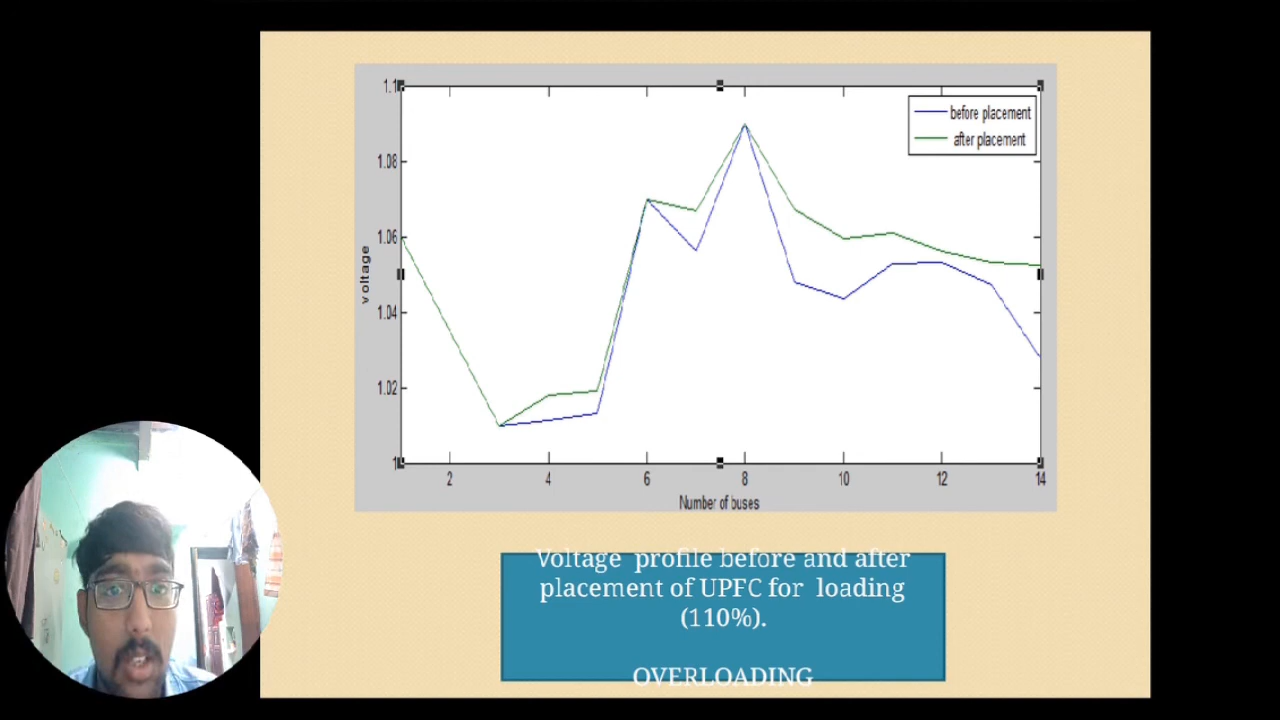 1.1
before placement
after placement
1.08
1.06
voltage
1.04
1.02
1
2
4
6
8
10
12
14
Number of buses
Voltage profile before and after
placement of UPFC for loading
(110%).
OVERLOADING